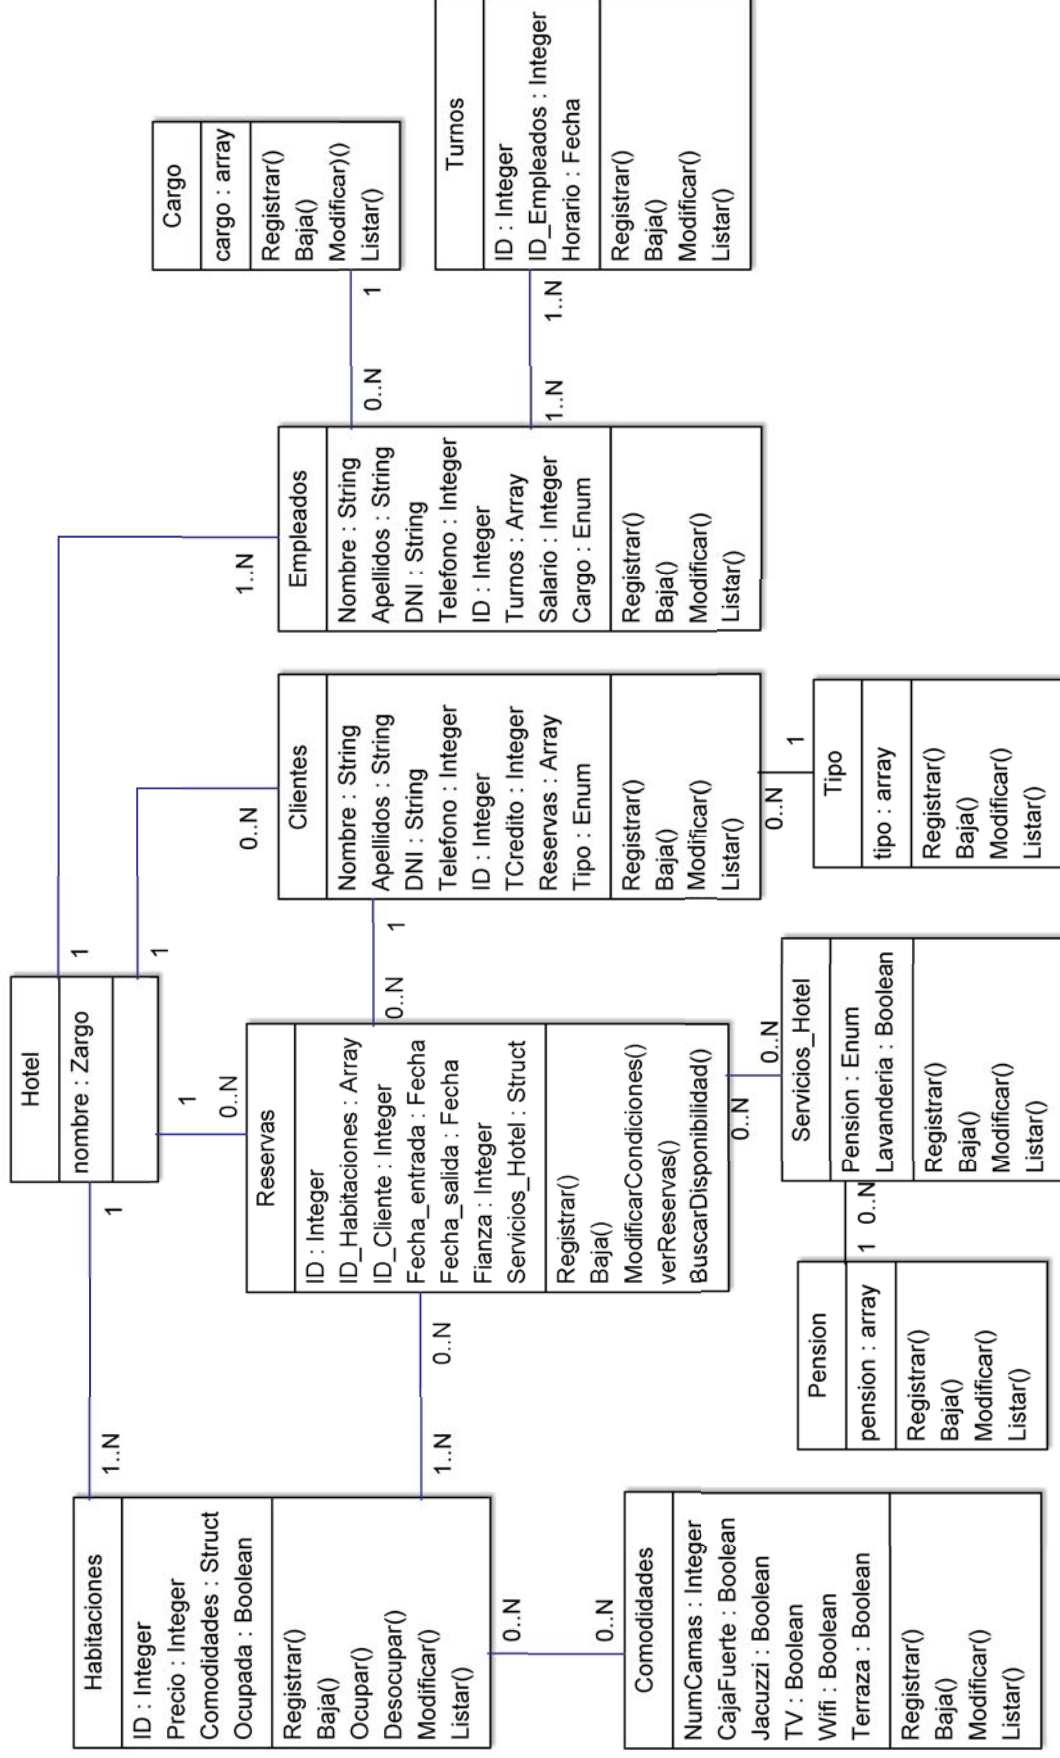 Hotel
nombre : Zargo
1
1..N
1
0..N
1
0..N
1
1..N
Habitaciones
ID : Integer
Precio : Integer
Comodidades : Struct
Ocupada : Boolean
Registrar()
Baja()
Ocupar()
Desocupar()
Modificar()
Listar()
1..N
0..N
0..N
0..N
Comodidades
NumCamas : Integer
CajaFuerte : Boolean
Jacuzzi : Boolean
TV : Boolean
Wifi : Boolean
Terraza : Boolean
Registrar()
Baja()
Modificar()
Listar()
Reservas
ID : Integer
ID_Habitaciones : Array
ID_Cliente : Integer
Fecha_entrada : Fecha
Fecha_salida : Fecha
Fianza : Integer
Servicios_Hotel : Struct
Registrar()
Baja()
ModificarCondiciones()
verReservas()
BuscarDisponibilidad()
0..N
1
0..N
0..N
Pension
pension : array
Registrar()
Baja()
Modificar()
Listar()
1
0..N
Servicios_Hotel
Pension : Enum
Lavanderia : Boolean
Registrar()
Baja()
Modificar()
Listar()
Clientes
Nombre : String
Apellidos : String
DNI : String
Telefono : Integer
ID : Integer
TCredito : Integer
Reservas : Array
Tipo : Enum
Registrar()
Baja()
Modificar()
Listar()
0..N
1
Tipo
tipo : array
Registrar()
Baja()
Modificar()
Listar()
Empleados
Nombre : String
Apellidos : String
DNI : String
Telefono : Integer
ID : Integer
Turnos : Array
Salario : Integer
Cargo : Enum
Registrar()
Baja()
Modificar()
Listar()
0..N
1
1..N
1..N
Cargo
cargo : array
Registrar()
Baja()
Modificar)()
Listar()
Turnos
ID : Integer
ID_Empleados : Integer
Horario : Fecha
Registrar()
Baja()
Modificar()
Listar()